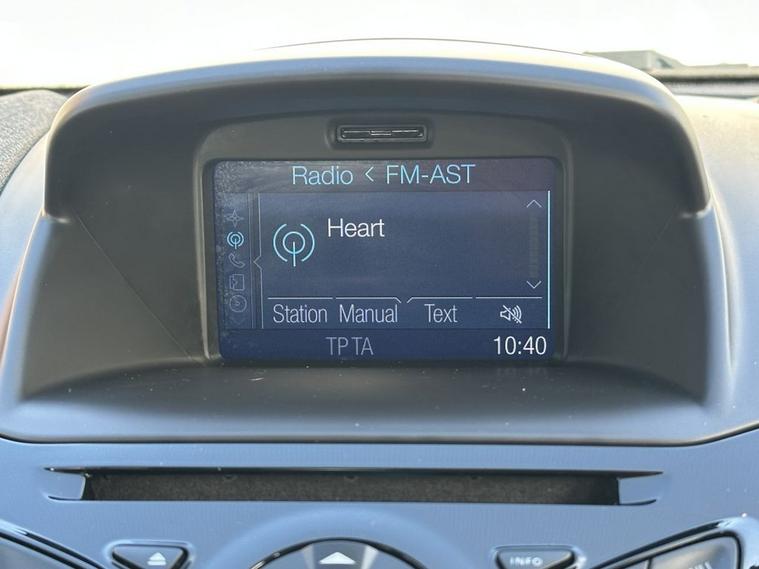 Radio < FM-AST
Heart
Station Manual Text
TP TA 10:40
INFO